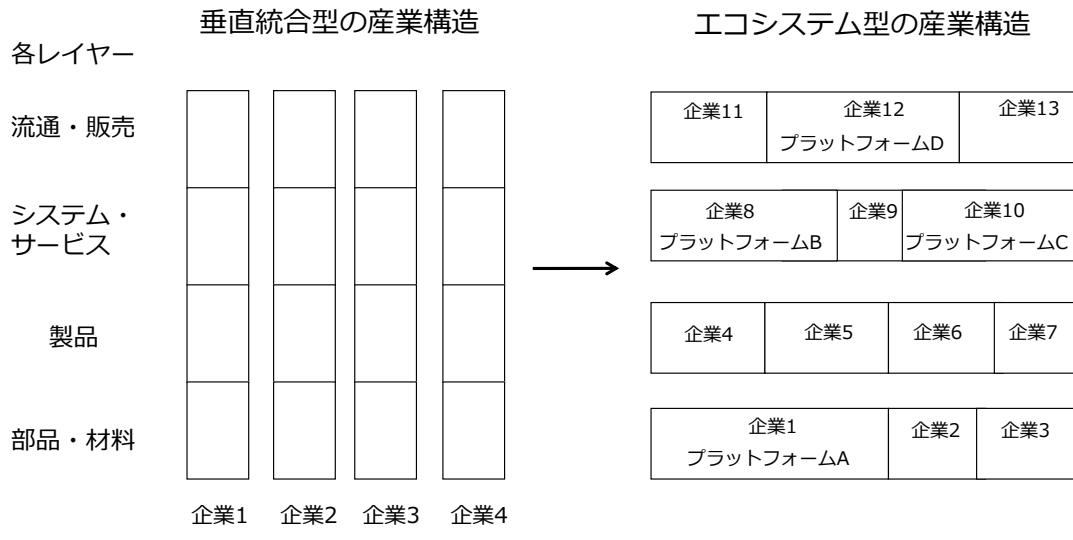 垂直統合型の産業構造
エコシステム型の産業構造
各レイヤー
流通・販売
企業11
企業12
プラットフォームD
企業13
システム・
サービス
企業8
プラットフォームB
企業9
企業10
プラットフォームC
製品
企業4
企業5
企業6
企業7
部品・材料
企業1
プラットフォームA
企業2
企業3
企業1
企業2
企業3
企業4